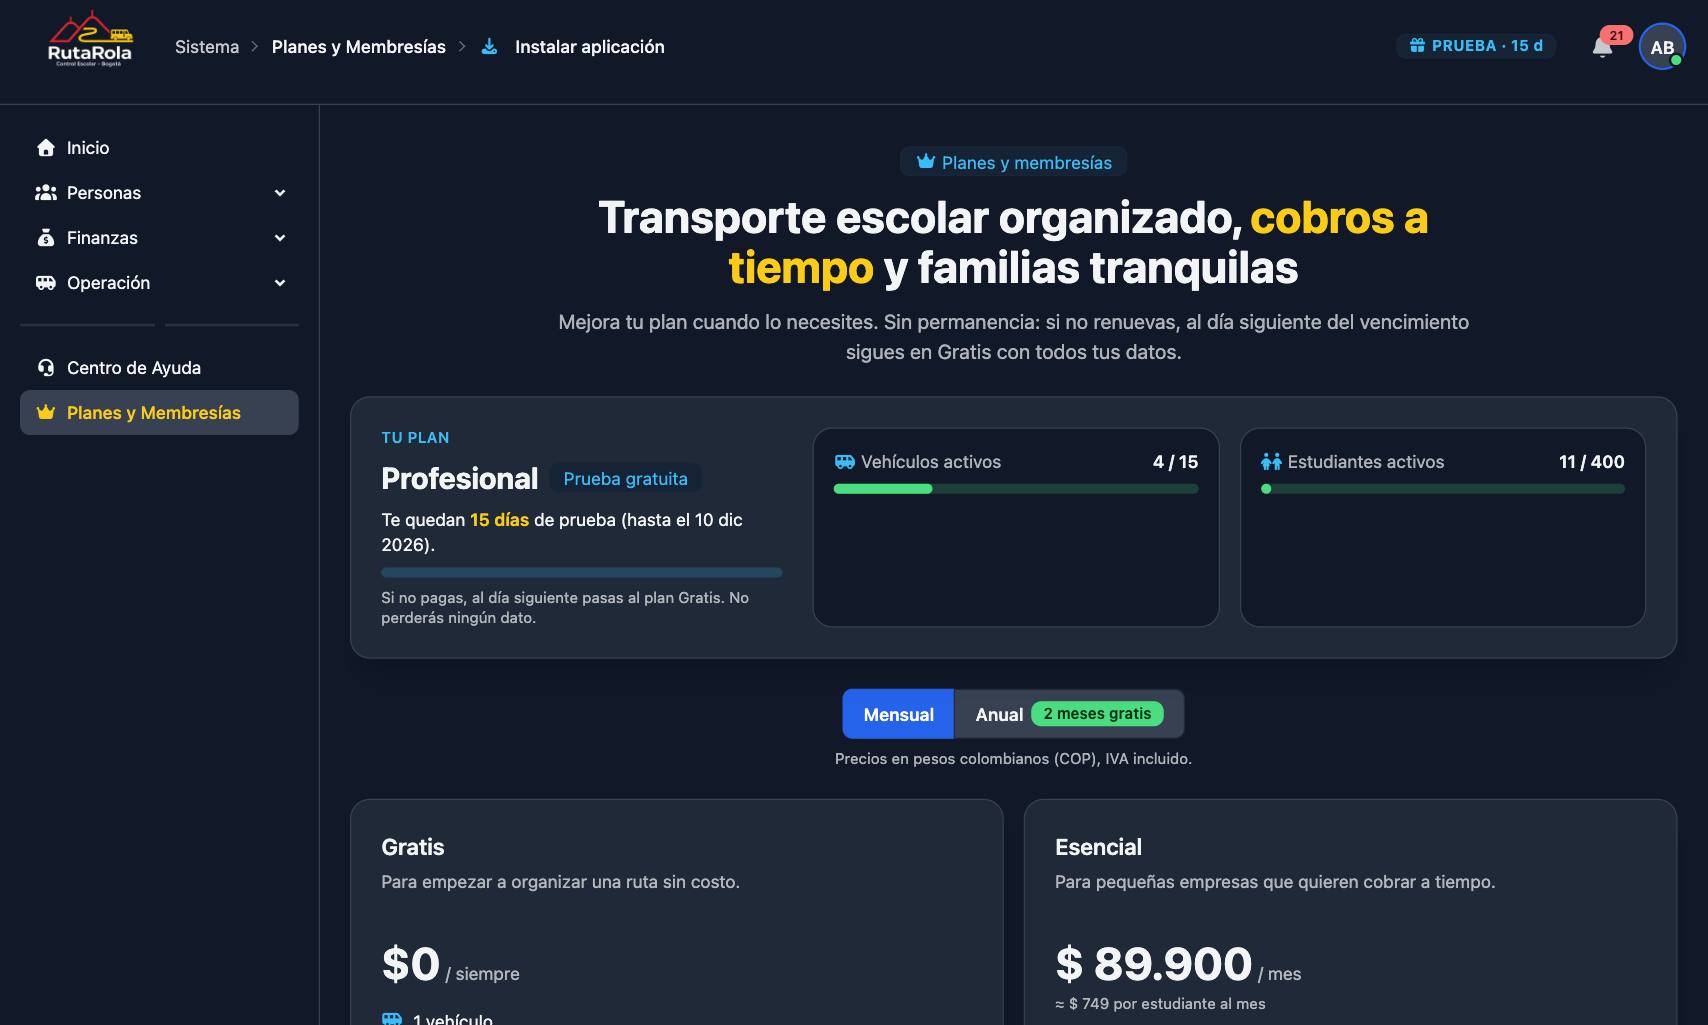 RutaRola
Control Escolar - Bogotá
Sistema
Planes y Membresías
Instalar aplicación
PRUEBA · 15 d
21
AB
Inicio
Personas
Finanzas
Operación
Centro de Ayuda
Planes y Membresías
Planes y membresías
Transporte escolar organizado, cobros a
tiempo y familias tranquilas
Mejora tu plan cuando lo necesites. Sin permanencia: si no renuevas, al día siguiente del vencimiento
sigues en Gratis con todos tus datos.
TU PLAN
Profesional Prueba gratuita
Te quedan 15 días de prueba (hasta el 10 dic
2026).
Si no pagas, al día siguiente pasas al plan Gratis. No
perderás ningún dato.
Vehículos activos 4 / 15
Estudiantes activos 11 / 400
Mensual
Anual 2 meses gratis
Precios en pesos colombianos (COP), IVA incluido.
Gratis
Para empezar a organizar una ruta sin costo.
$0 / siempre
1 vehículo
Esencial
Para pequeñas empresas que quieren cobrar a tiempo.
$ 89.900 / mes
≈ $ 749 por estudiante al mes